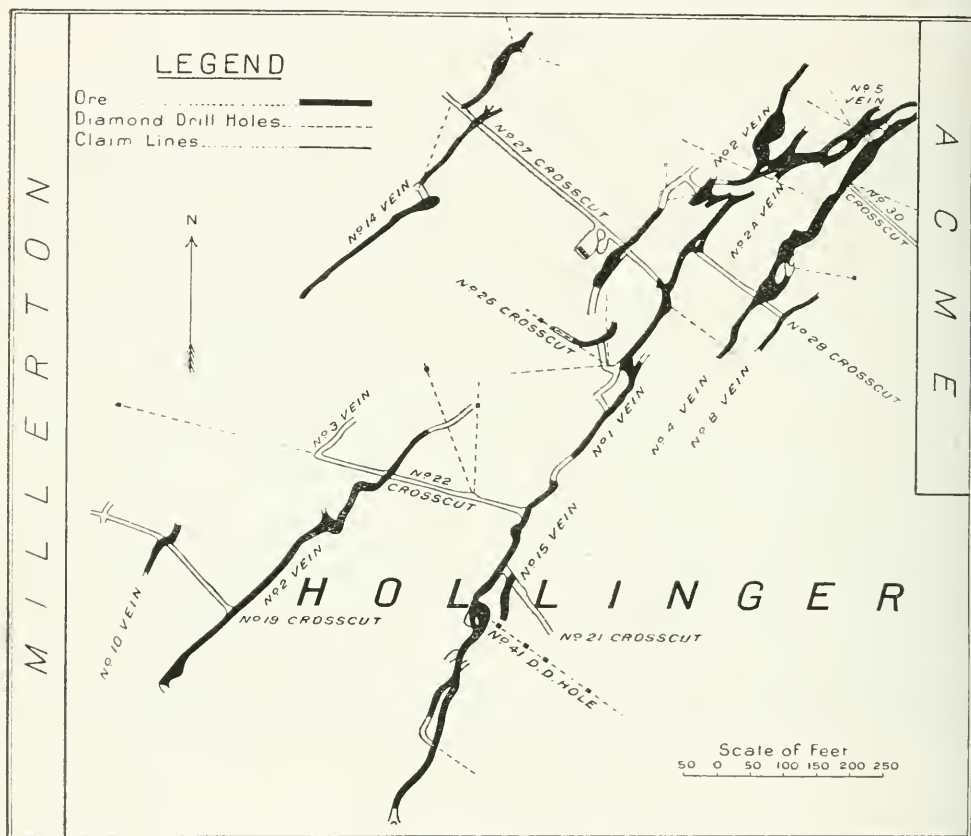 LEGEND
Ore
Diamond Drill Holes
Claim Lines
MILLERTON
ACME
HOLLINGER
N
Nº 27 CROSSCUT
Nº 14 VEIN
Nº 2 VEIN
Nº 5
VEIN
Nº 2A VEIN
Nº 30
CROSSCUT
Nº 26 CROSSCUT
Nº 28 CROSSCUT
Nº 1 VEIN
Nº 4 VEIN
Nº 8 VEIN
Nº 3 VEIN
Nº 22
CROSSCUT
Nº 15 VEIN
Nº 2 VEIN
Nº 10 VEIN
Nº 19 CROSSCUT
Nº 21 CROSSCUT
Nº 41 D.D. HOLE
Scale of Feet
50 0 50 100 150 200 250